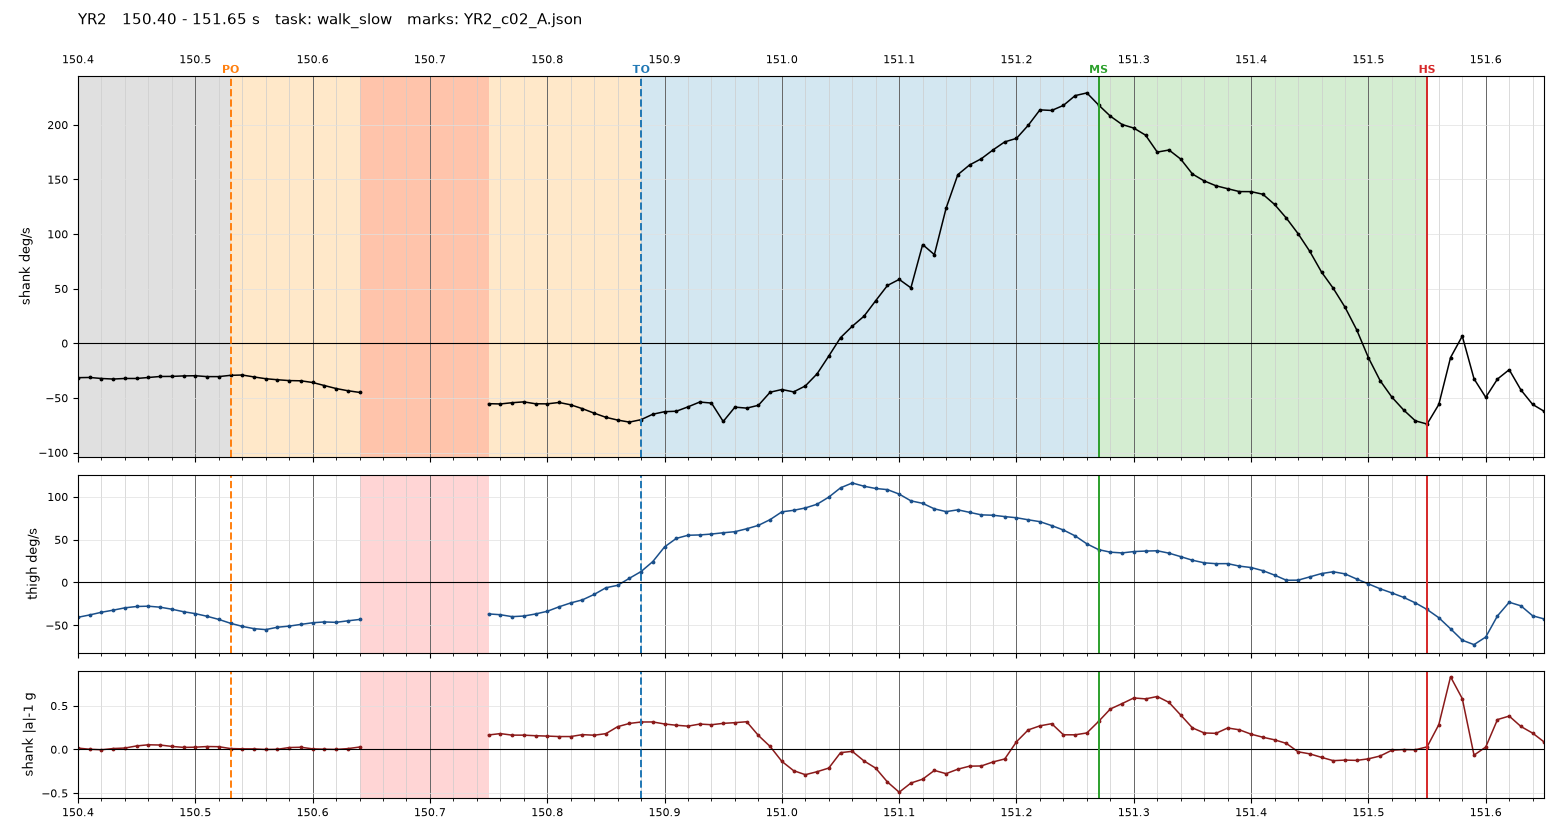 YR2   150.40 - 151.65 s   task: walk_slow   marks: YR2_c02_A.json
150.4 150.5 150.6 150.7 150.8 150.9 151.0 151.1 151.2 151.3 151.4 151.5 151.6
PO TO MS HS
shank deg/s
200
150
100
50
0
−50
−100
thigh deg/s
100
50
0
−50
shank |a|-1 g
0.5
0.0
−0.5
150.4 150.5 150.6 150.7 150.8 150.9 151.0 151.1 151.2 151.3 151.4 151.5 151.6